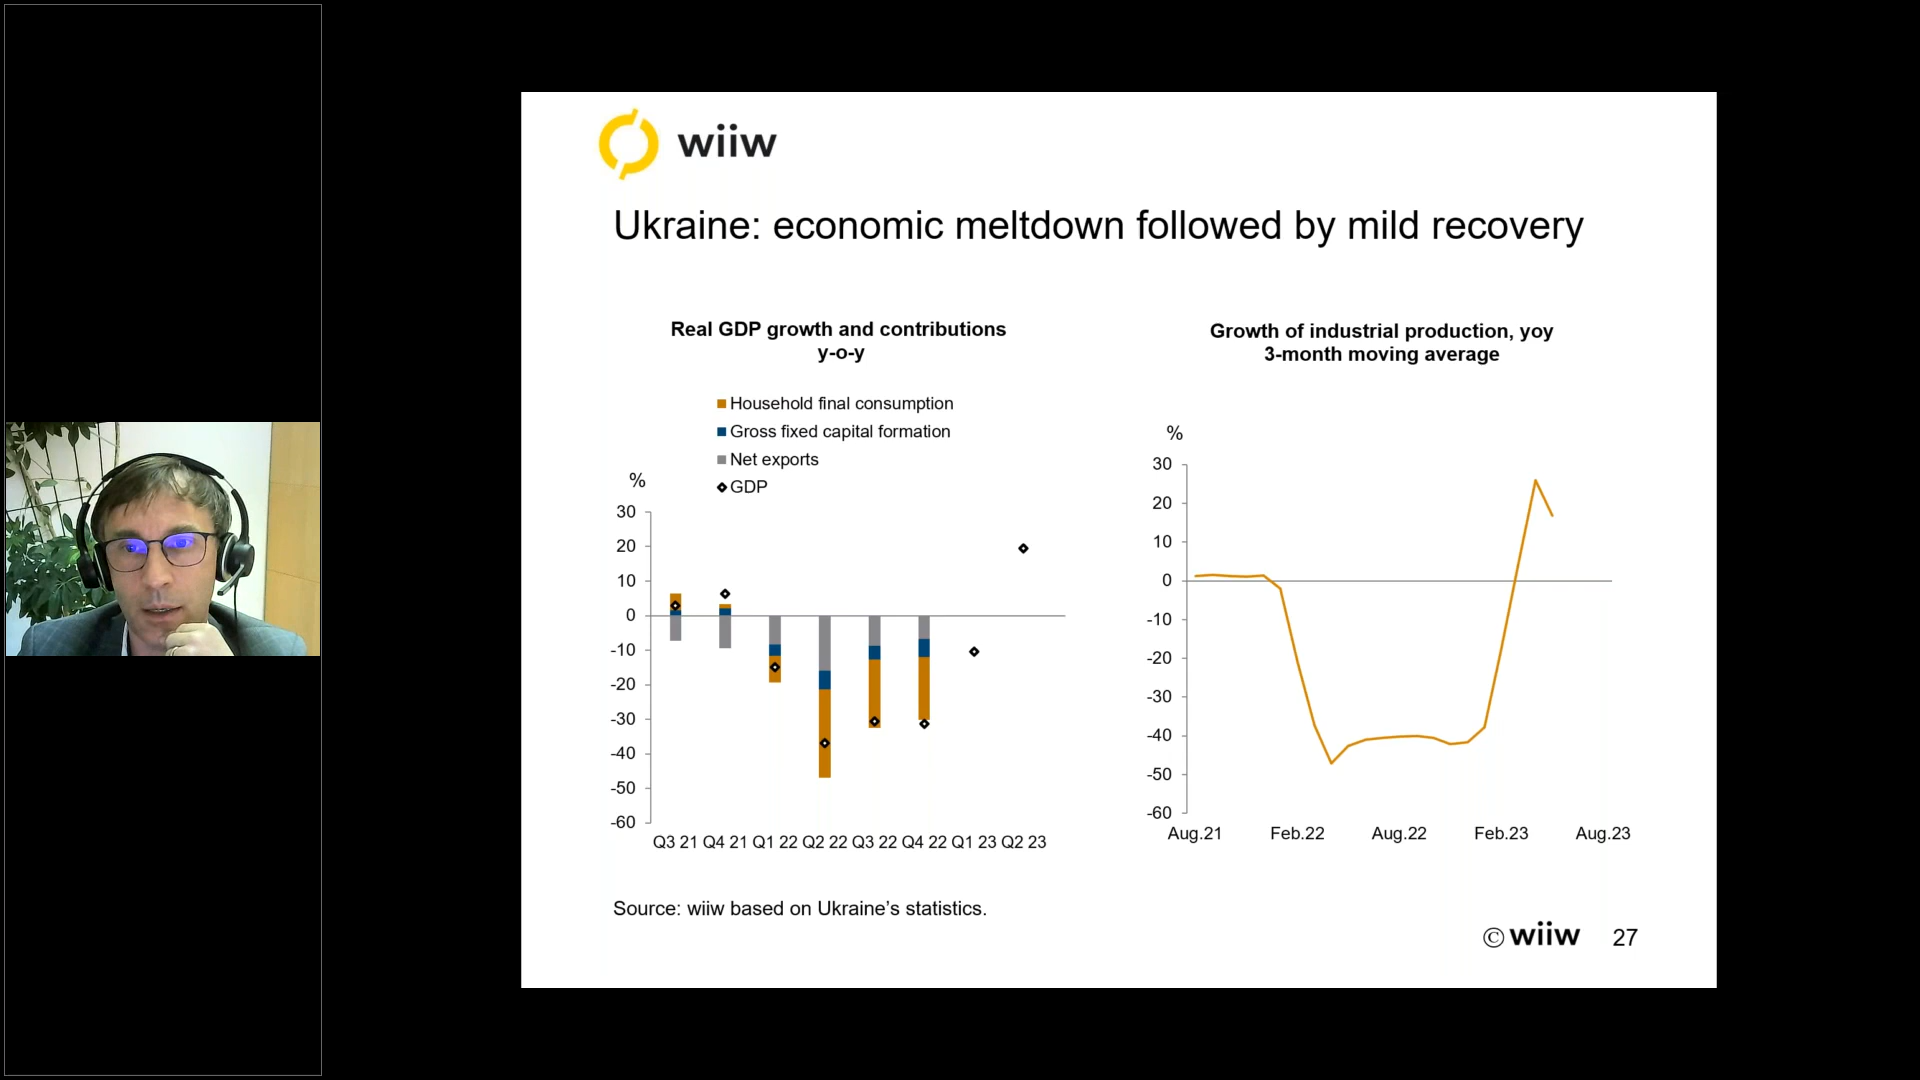 wiiw
Ukraine: economic meltdown followed by mild recovery
Real GDP growth and contributions
y-o-y
Household final consumption
Gross fixed capital formation
Net exports
GDP
%
30
20
10
0
-10
-20
-30
-40
-50
-60
Q3 21 Q4 21 Q1 22 Q2 22 Q3 22 Q4 22 Q1 23 Q2 23
Growth of industrial production, yoy
3-month moving average
%
30
20
10
0
-10
-20
-30
-40
-50
-60
Aug.21 Feb.22 Aug.22 Feb.23 Aug.23
Source: wiiw based on Ukraine’s statistics.
© wiiw 27